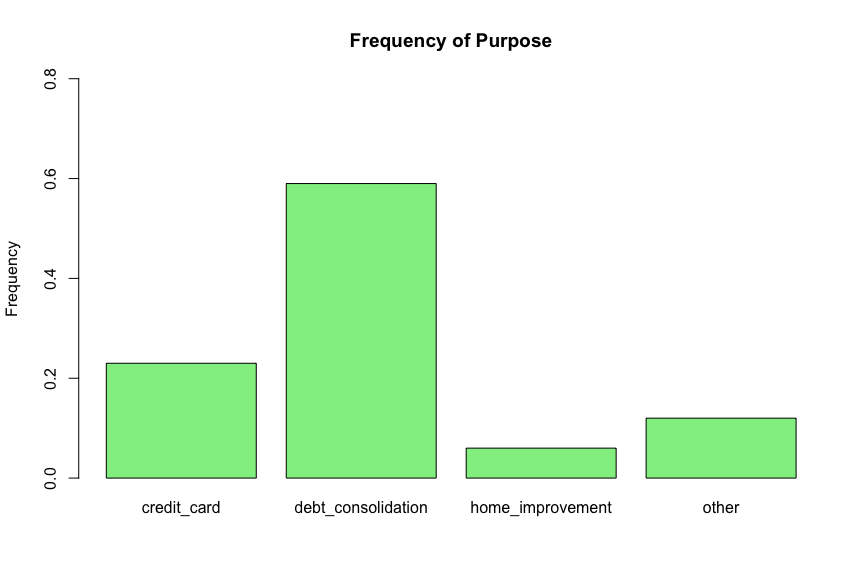 Frequency of Purpose
Frequency
0.8
0.6
0.4
0.2
0.0
credit_card debt_consolidation home_improvement other